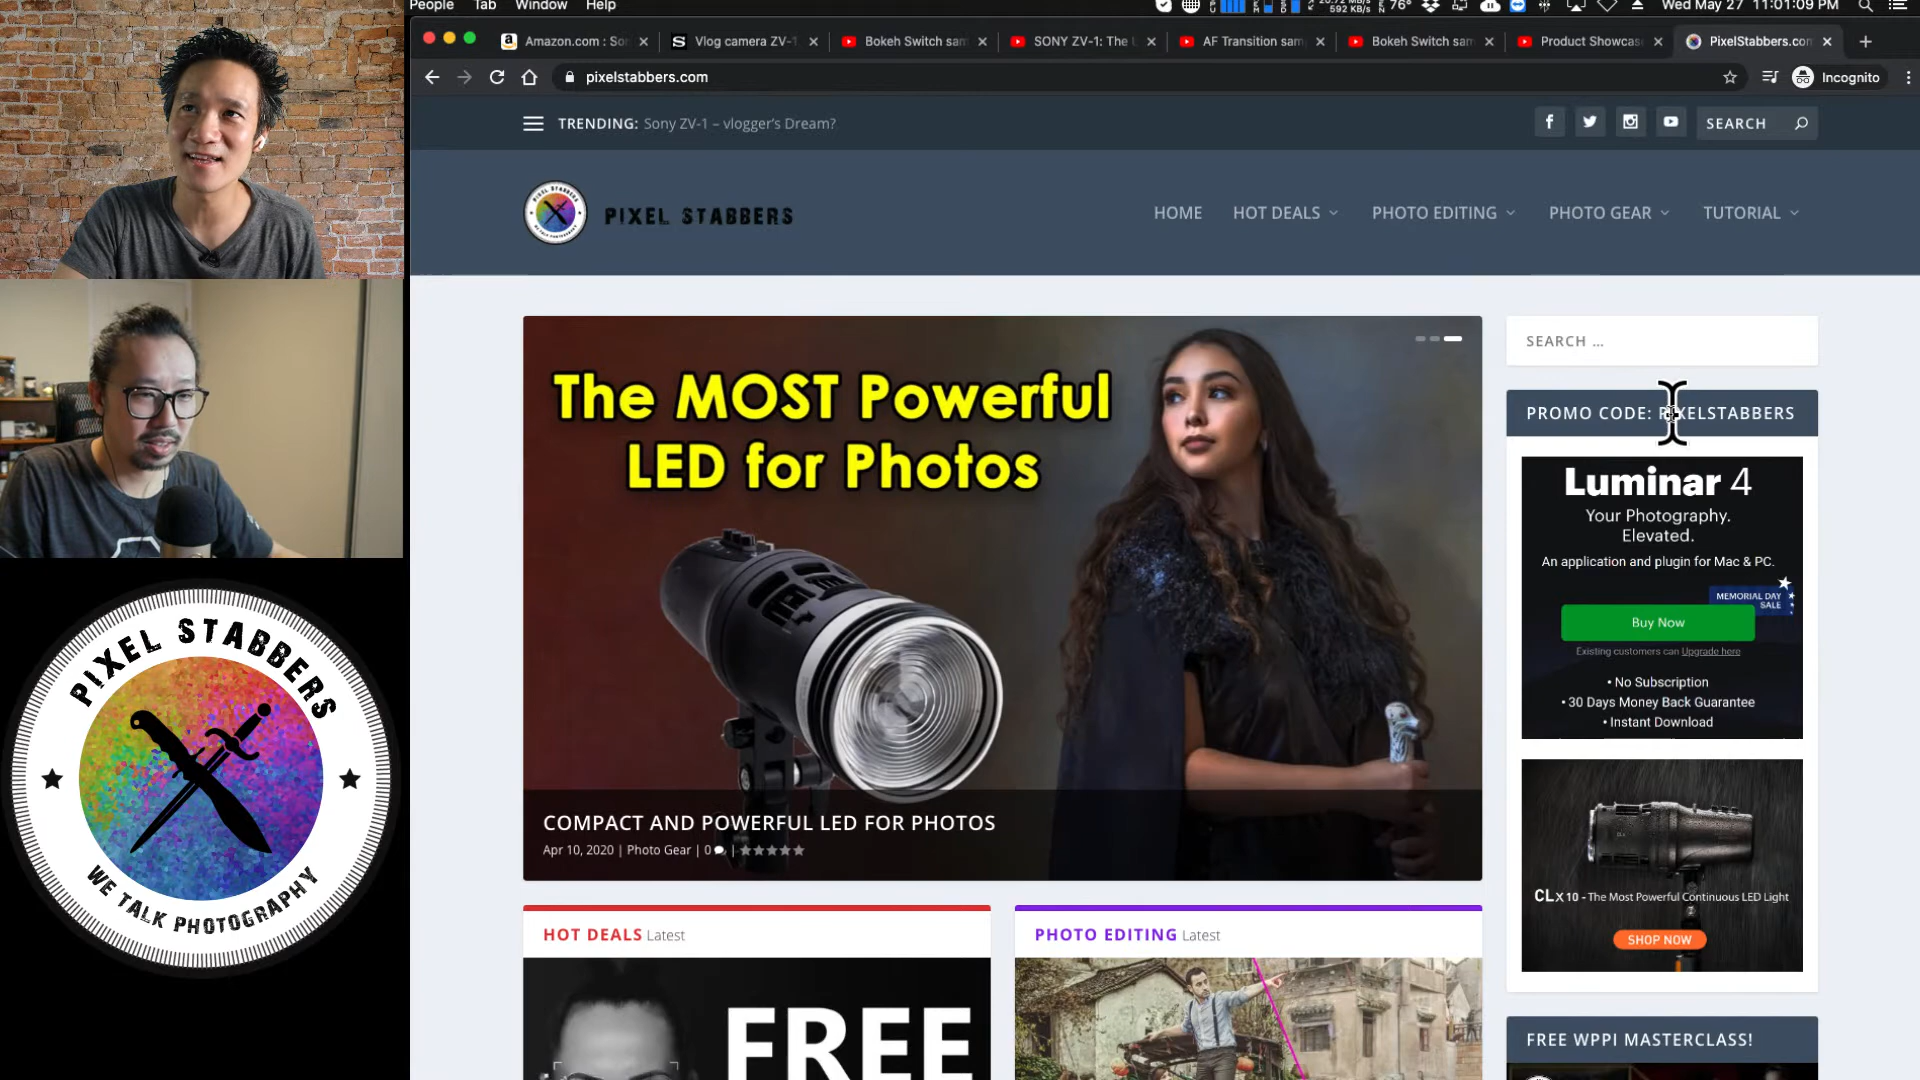 People Tab Window Help
592 KB/s 76° Wed May 27 11:01:09 PM
Amazon.com : So
Vlog camera ZV-1
Bokeh Switch sam
SONY ZV-1: The
AF Transition sam
Bokeh Switch sam
Product Showcas
PixelStabbers.co
pixelstabbers.com
Incognito
TRENDING: Sony ZV-1 – vlogger's Dream?
SEARCH
PIXEL STABBERS
HOME
HOT DEALS
PHOTO EDITING
PHOTO GEAR
TUTORIAL
The MOST Powerful
LED for Photos
COMPACT AND POWERFUL LED FOR PHOTOS
Apr 10, 2020 | Photo Gear | 0
SEARCH ...
PROMO CODE: PIXELSTABBERS
Luminar 4
Your Photography.
Elevated.
An application and plugin for Mac & PC.
MEMORIAL DAY
SALE
Buy Now
Existing customers can Upgrade here
• No Subscription
• 30 Days Money Back Guarantee
• Instant Download
CLx10 - The Most Powerful Continuous LED Light
SHOP NOW
HOT DEALS Latest
FREE
PHOTO EDITING Latest
FREE WPPI MASTERCLASS!
PIXEL STABBERS
WE TALK PHOTOGRAPHY